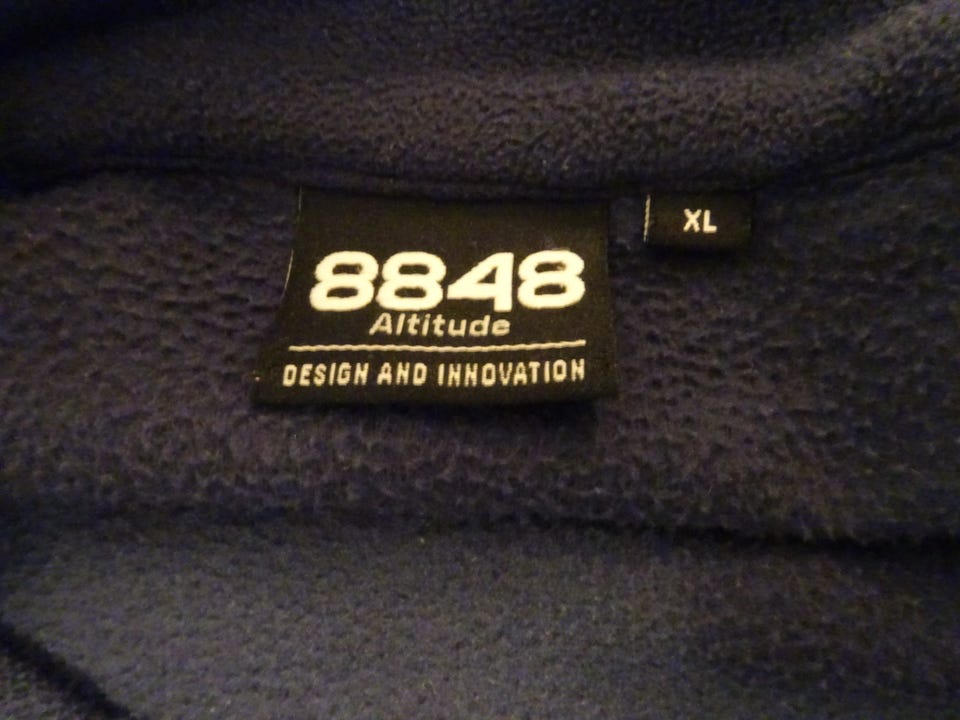 8848
Altitude
DESIGN AND INNOVATION
XL